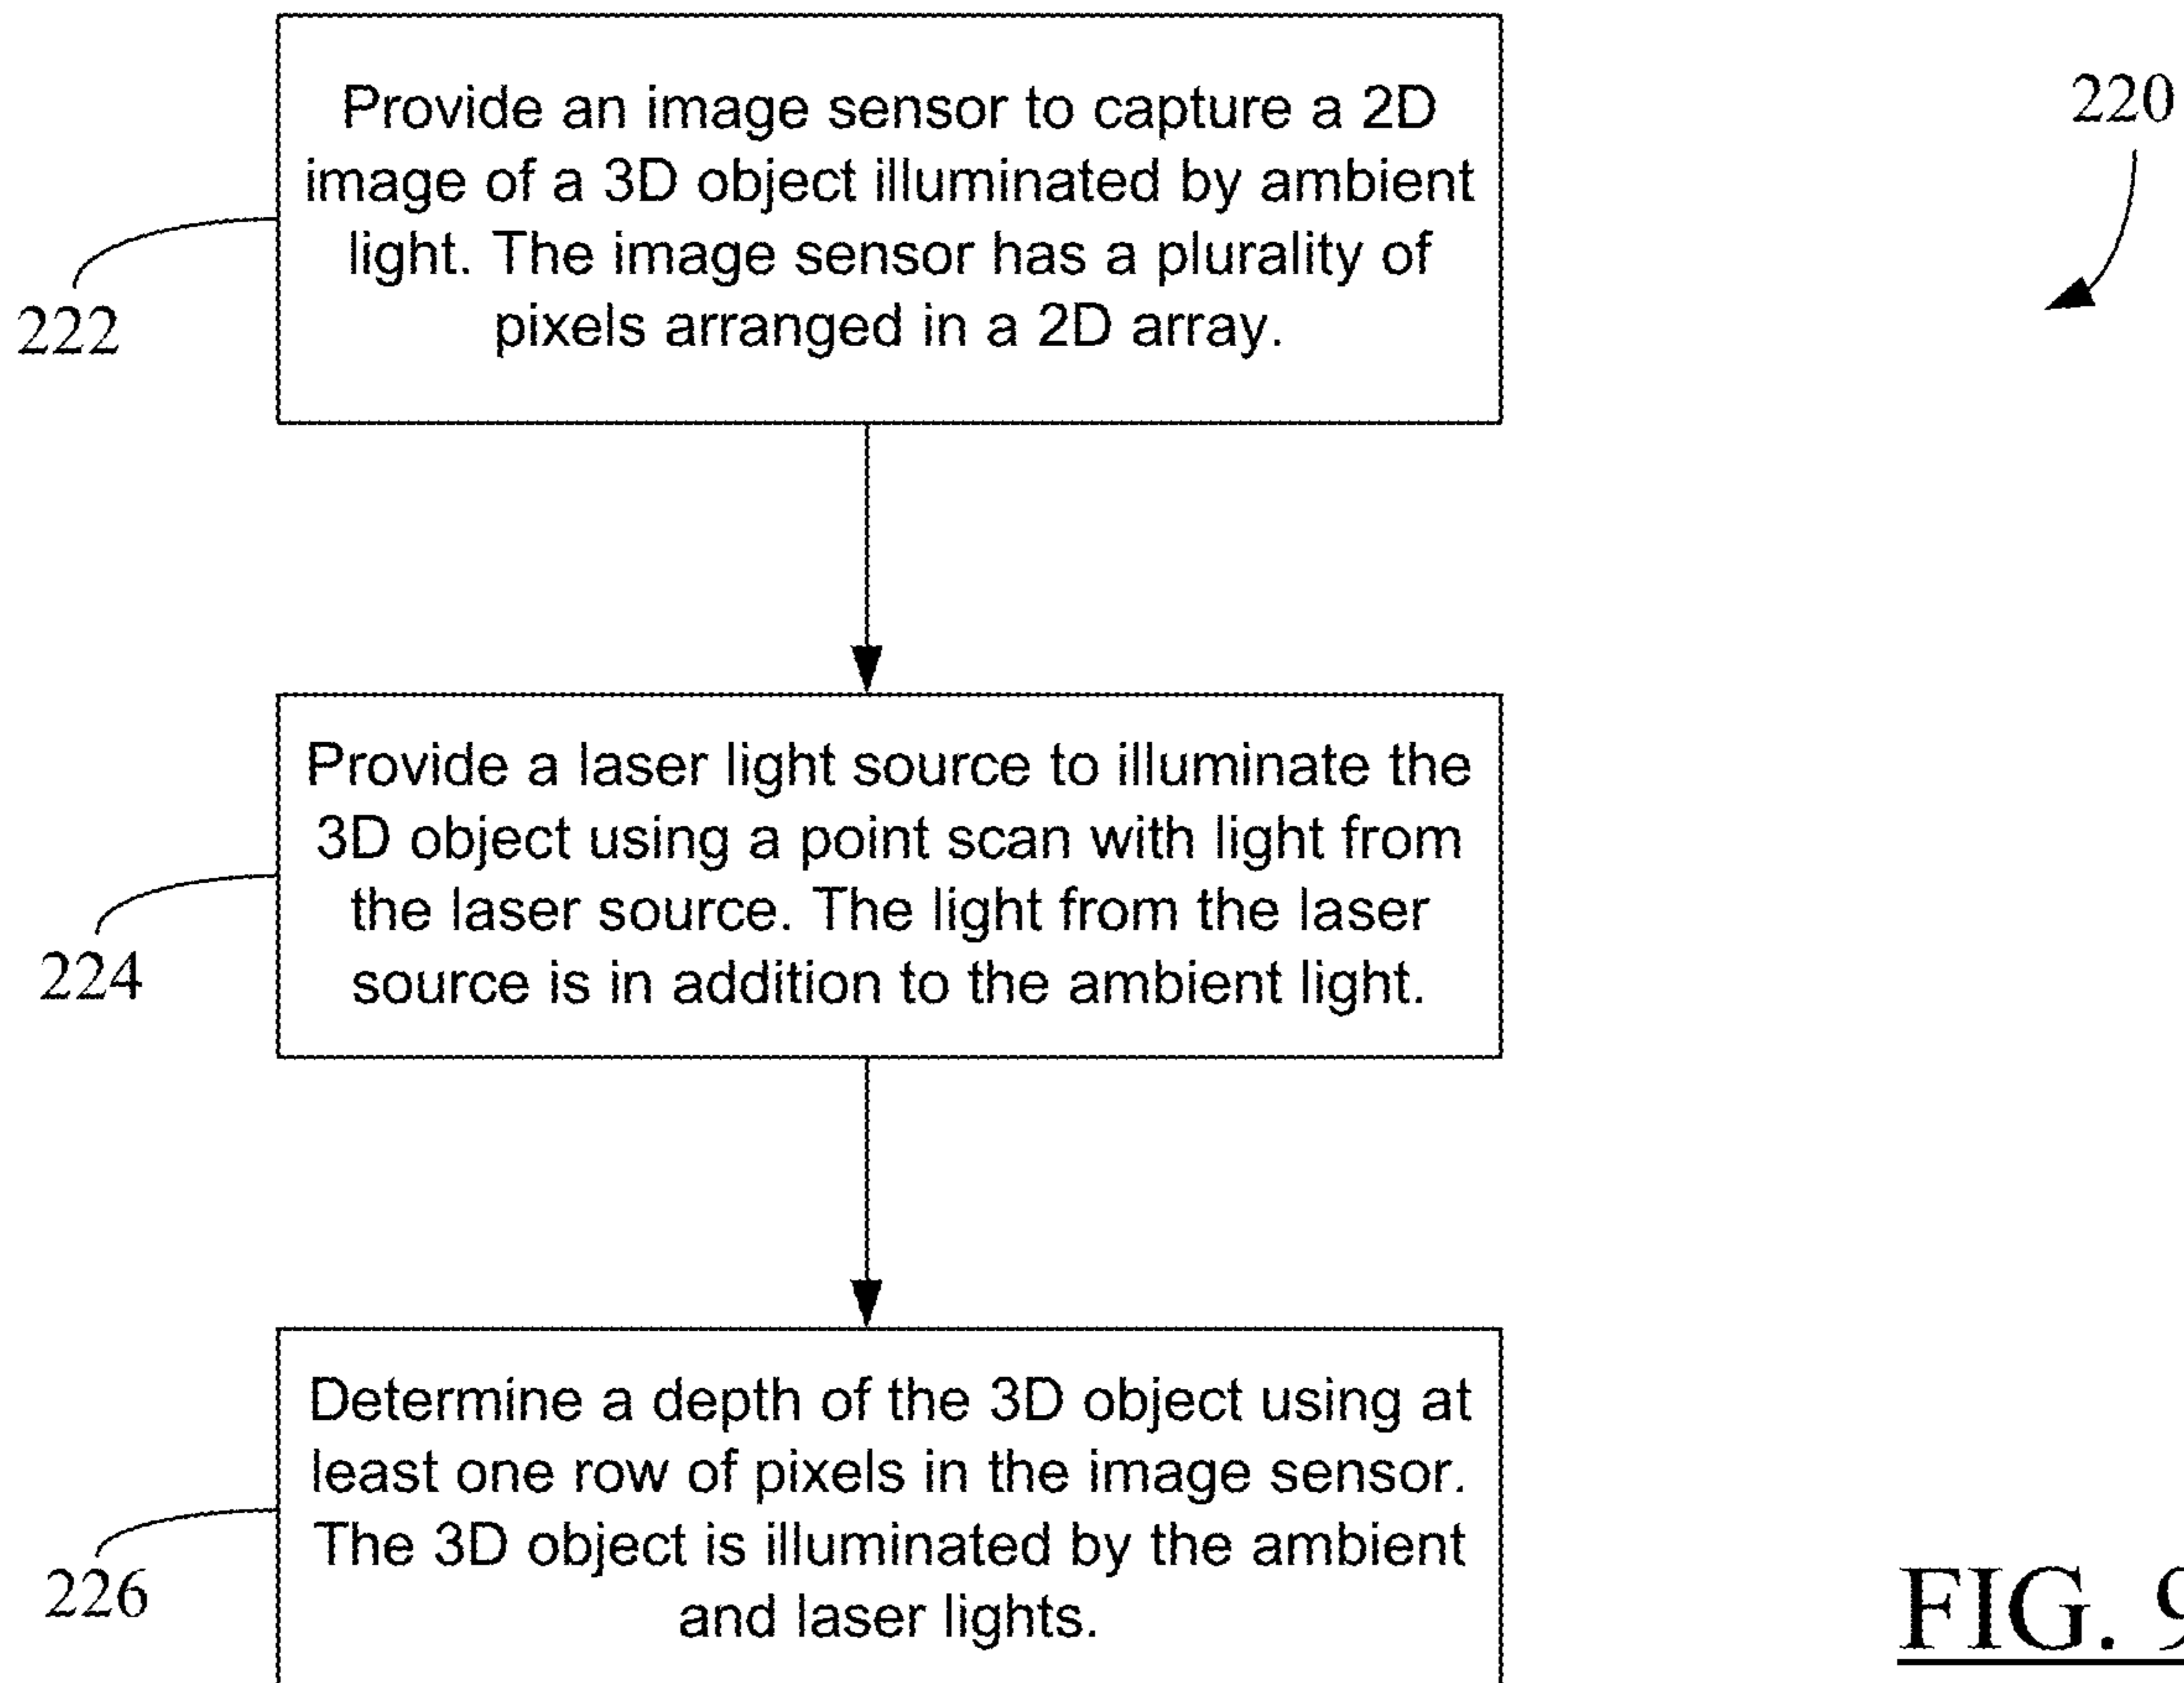 Provide an image sensor to capture a 2D
image of a 3D object illuminated by ambient
light. The image sensor has a plurality of
pixels arranged in a 2D array.
220
222
Provide a laser light source to illuminate the
3D object using a point scan with light from
the laser source. The light from the laser
source is in addition to the ambient light.
224
Determine a depth of the 3D object using at
least one row of pixels in the image sensor.
The 3D object is illuminated by the ambient
and laser lights.
226
FIG. 9